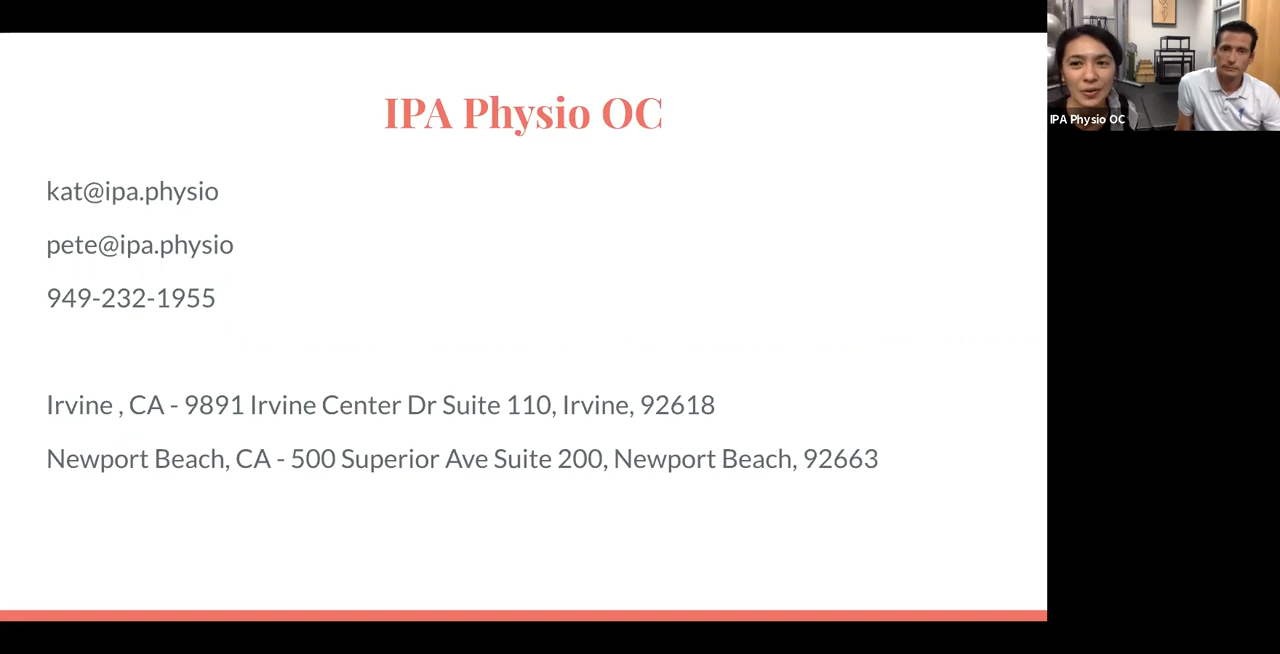 IPA Physio OC
kat@ipa.physio
pete@ipa.physio
949-232-1955
Irvine , CA - 9891 Irvine Center Dr Suite 110, Irvine, 92618
Newport Beach, CA - 500 Superior Ave Suite 200, Newport Beach, 92663
IPA Physio OC